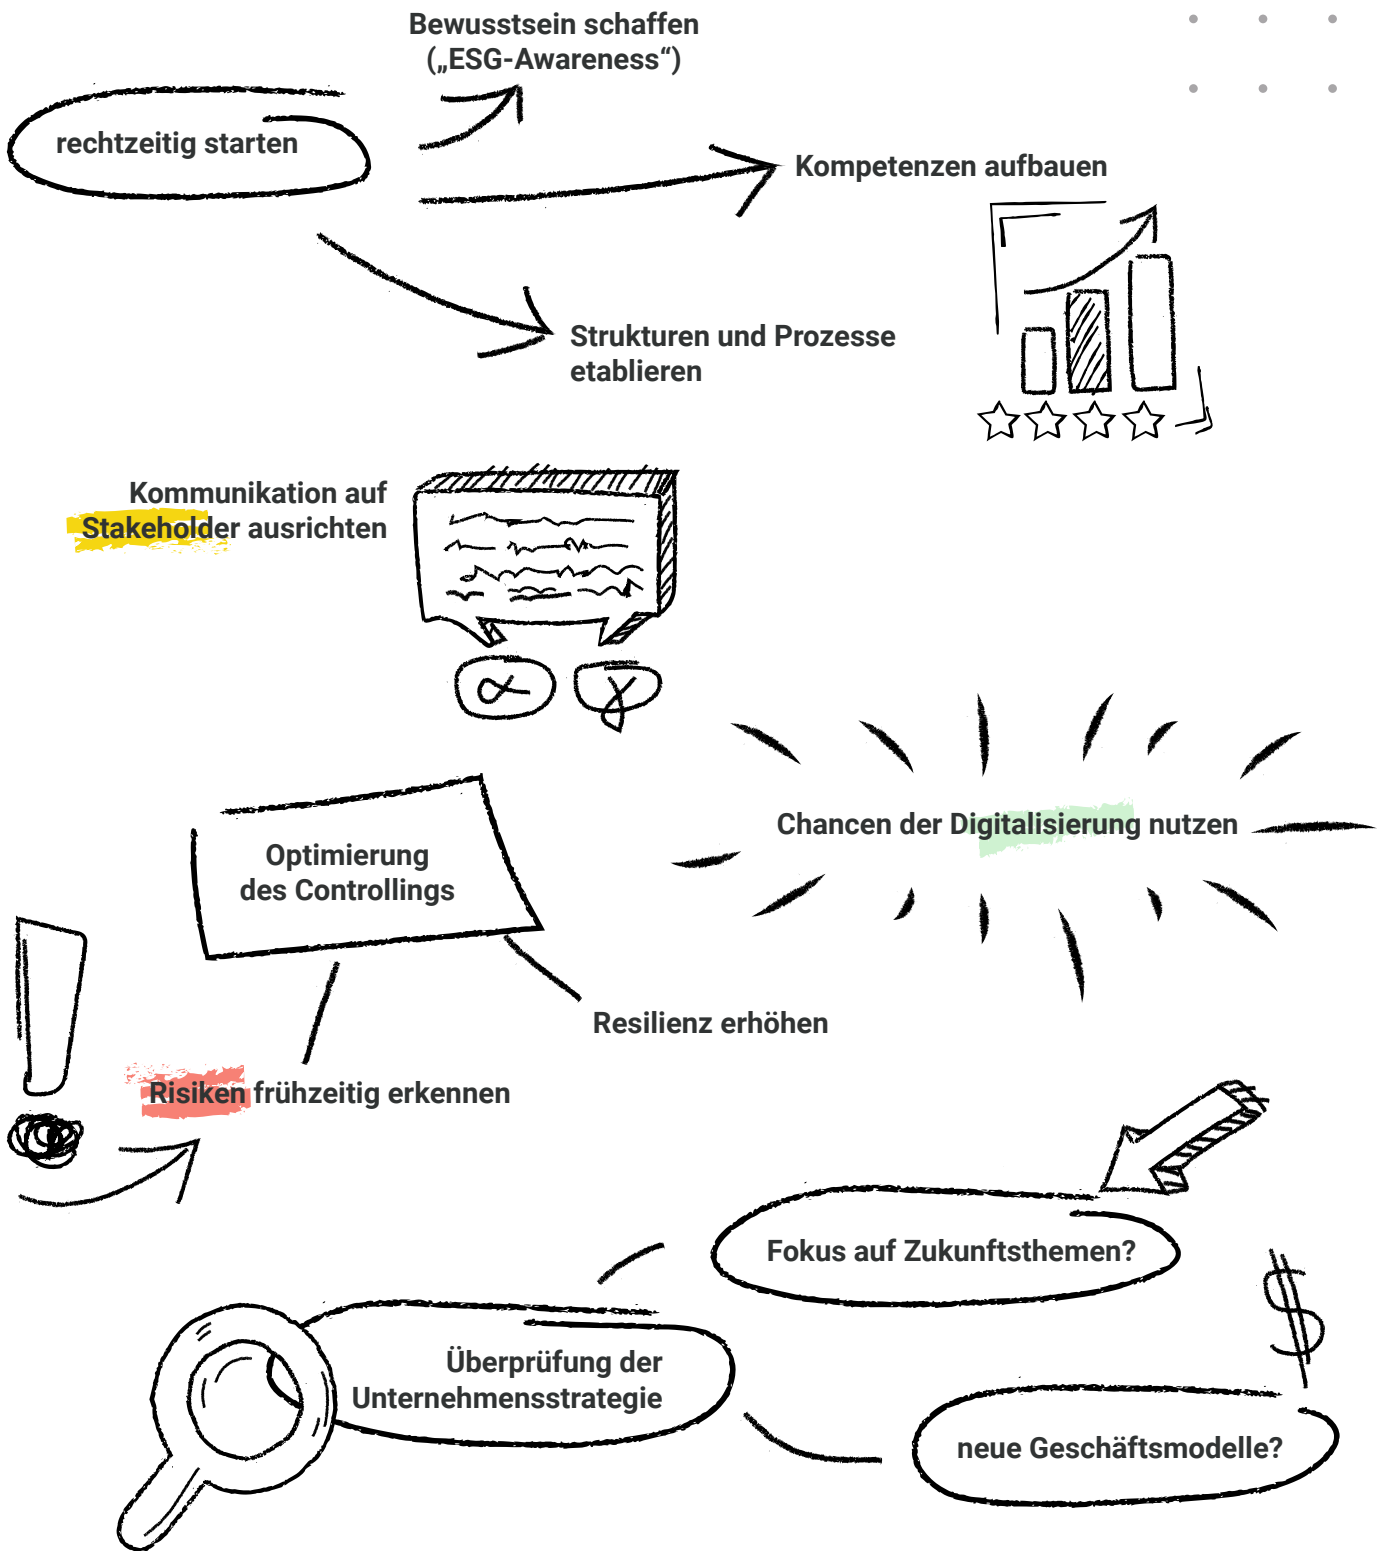 Bewusstsein schaffen
(„ESG-Awareness“)
rechtzeitig starten
Kompetenzen aufbauen
Strukturen und Prozesse
etablieren
Kommunikation auf
Stakeholder ausrichten
Chancen der Digitalisierung nutzen
Optimierung
des Controllings
Resilienz erhöhen
Risiken frühzeitig erkennen
Fokus auf Zukunftsthemen?
$
Überprüfung der
Unternehmensstrategie
neue Geschäftsmodelle?